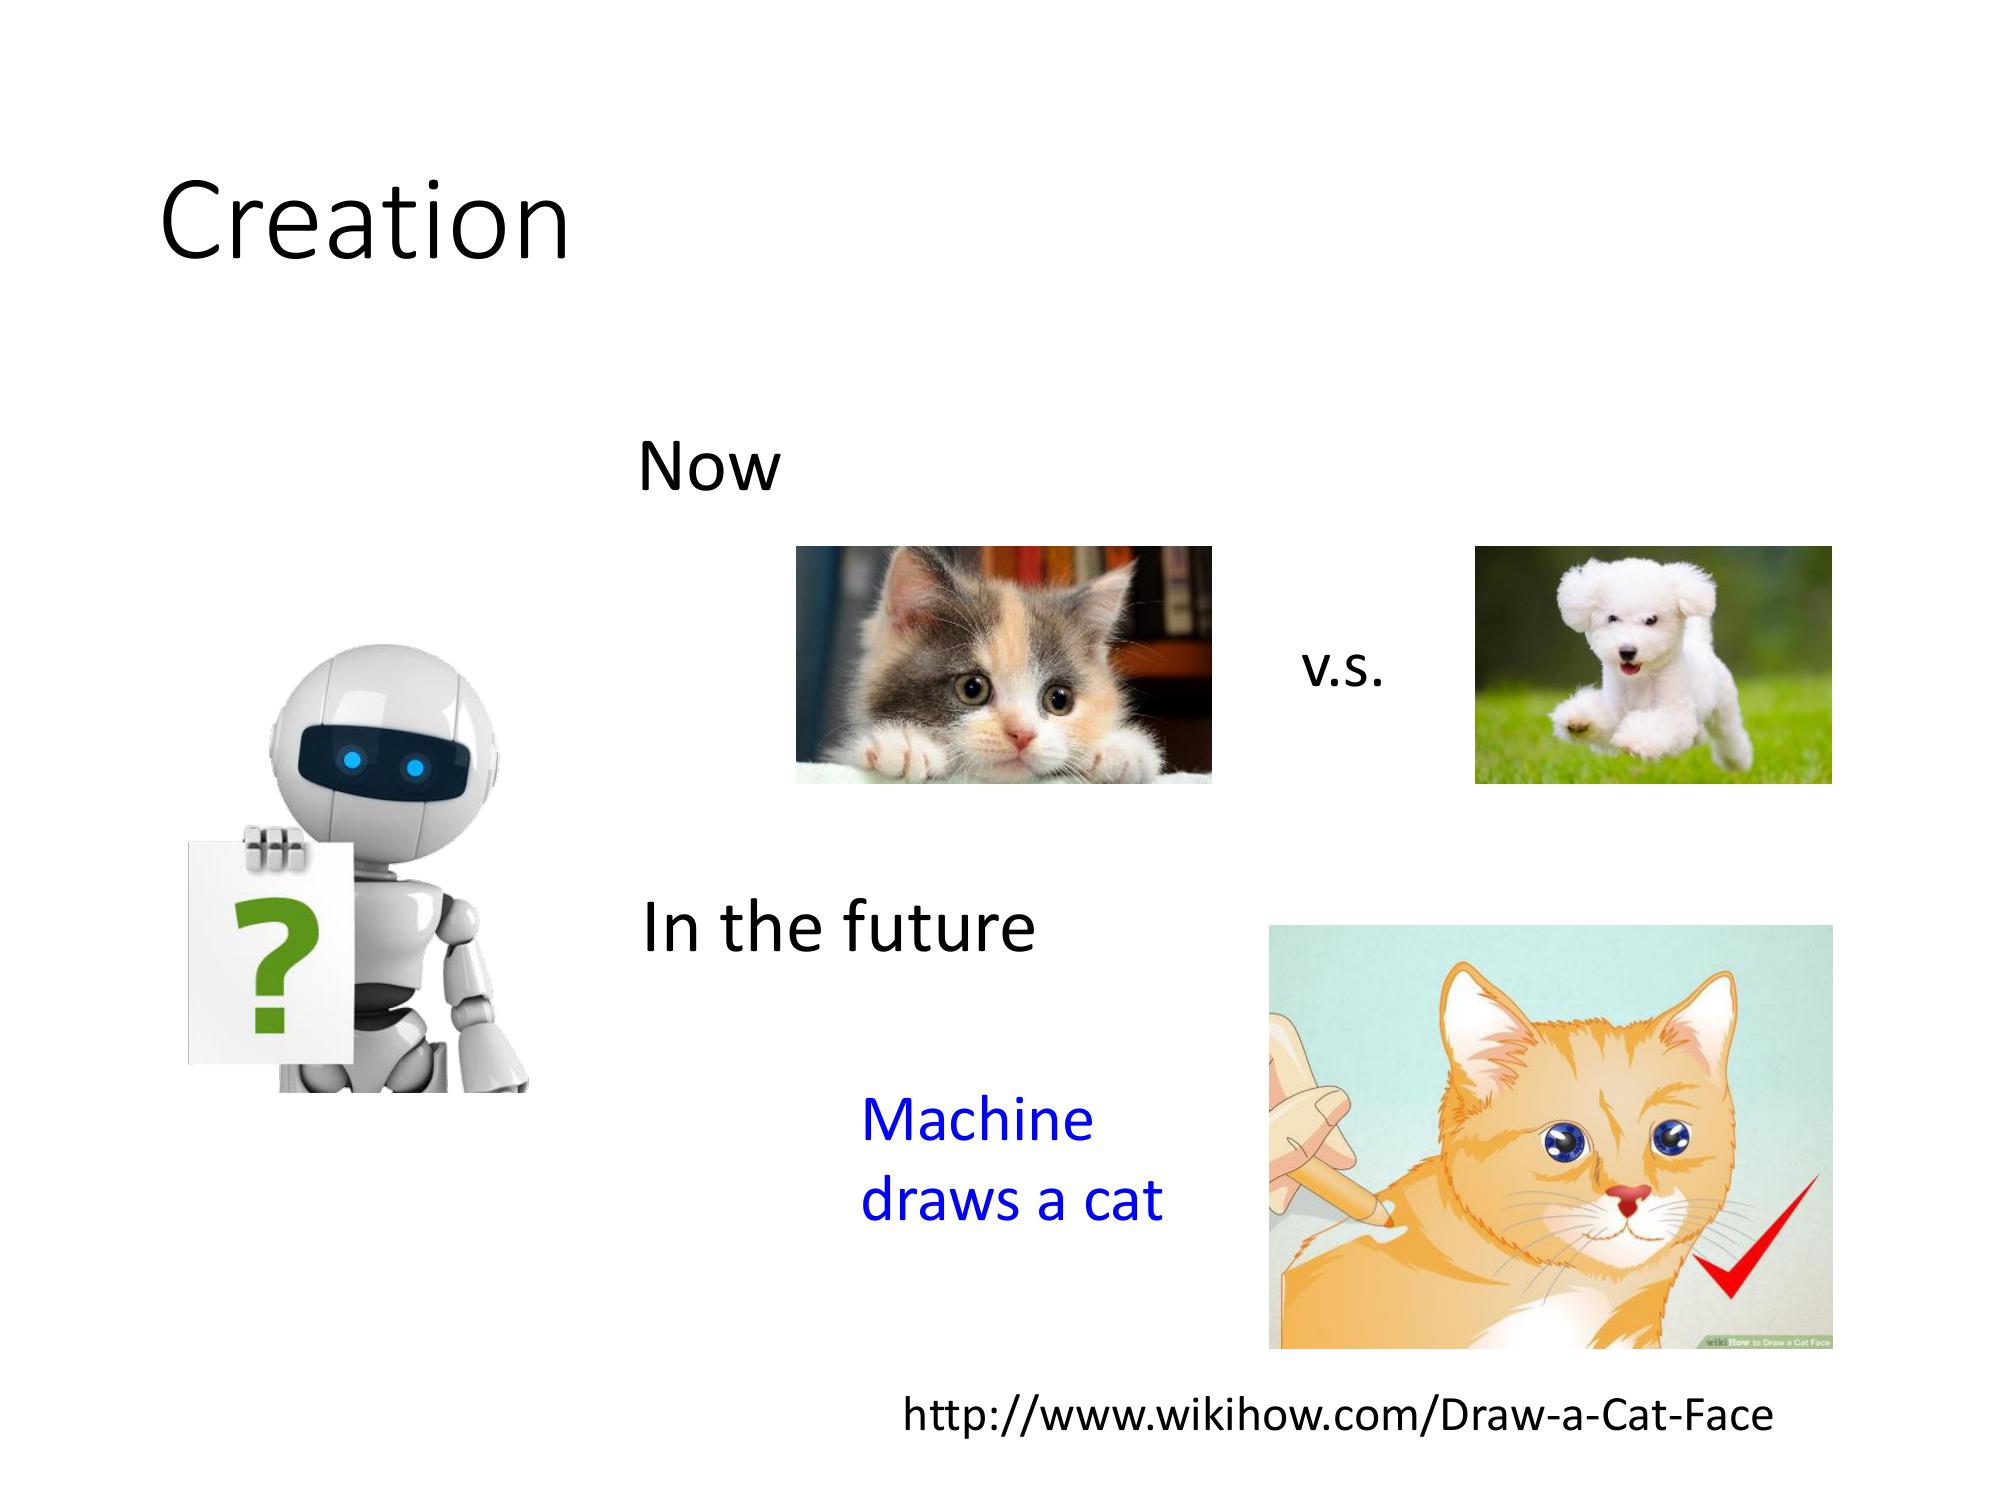 Creation
Now
v.s.
?
In the future
Machine
draws a cat
wikiHow to Draw a Cat Face
http://www.wikihow.com/Draw-a-Cat-Face